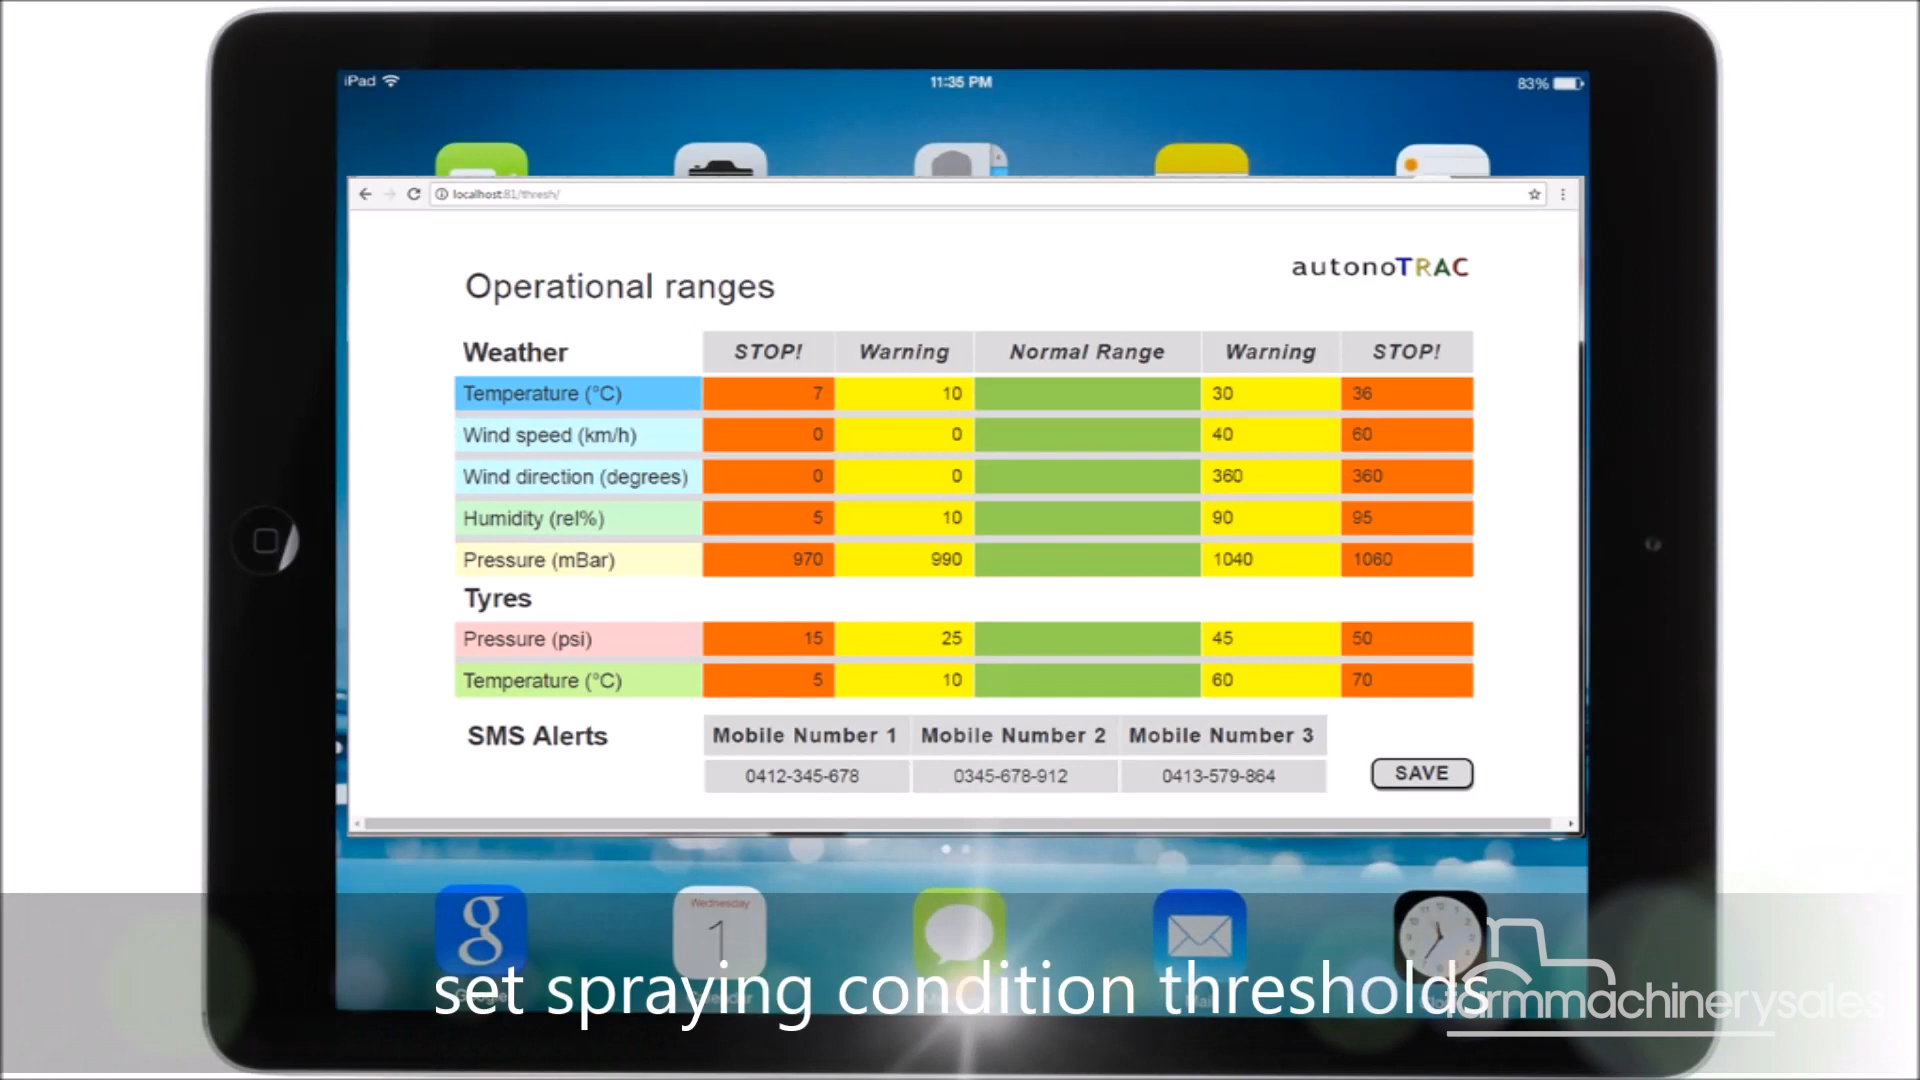 iPad
11:35 PM
83%
localhost:81/thresh/
autonoTRAC
Operational ranges
Weather STOP! Warning Normal Range Warning STOP!
Temperature (°C) 7 10 30 36
Wind speed (km/h) 0 0 40 60
Wind direction (degrees) 0 0 360 360
Humidity (rel%) 5 10 90 95
Pressure (mBar) 970 990 1040 1060
Tyres
Pressure (psi) 15 25 45 50
Temperature (°C) 5 10 60 70
SMS Alerts Mobile Number 1 Mobile Number 2 Mobile Number 3
0412-345-678 0345-678-912 0413-579-864
SAVE
g
Wednesday
1
set spraying condition thresholds
farmmachinerysales